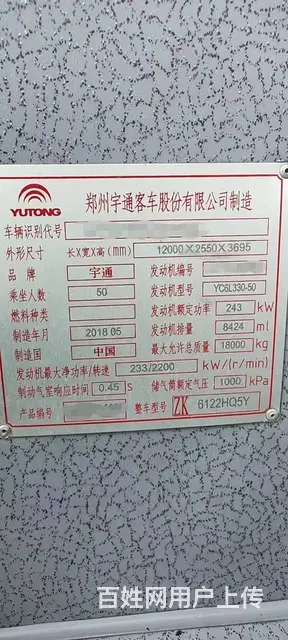 YUTONG 郑州宇通客车股份有限公司制造
车辆识别代号
外形尺寸 长X宽X高(mm) 12000×2550×3695
品牌 宇通 发动机编号
乘坐人数 50 发动机型号 YC6L330-50
燃料种类 发动机额定功率 243 kW
制造年月 2018 05 发动机排量 8424 ml
制造国 中国 最大允许总质量 18000 kg
发动机最大净功率/转速 233/2200 kW/(r/min)
制动气室响应时间 0.45 S 储气筒额定气压 1000 kPa
产品编号 整车型号 ZK 6122HQ5Y
百姓网用户上传